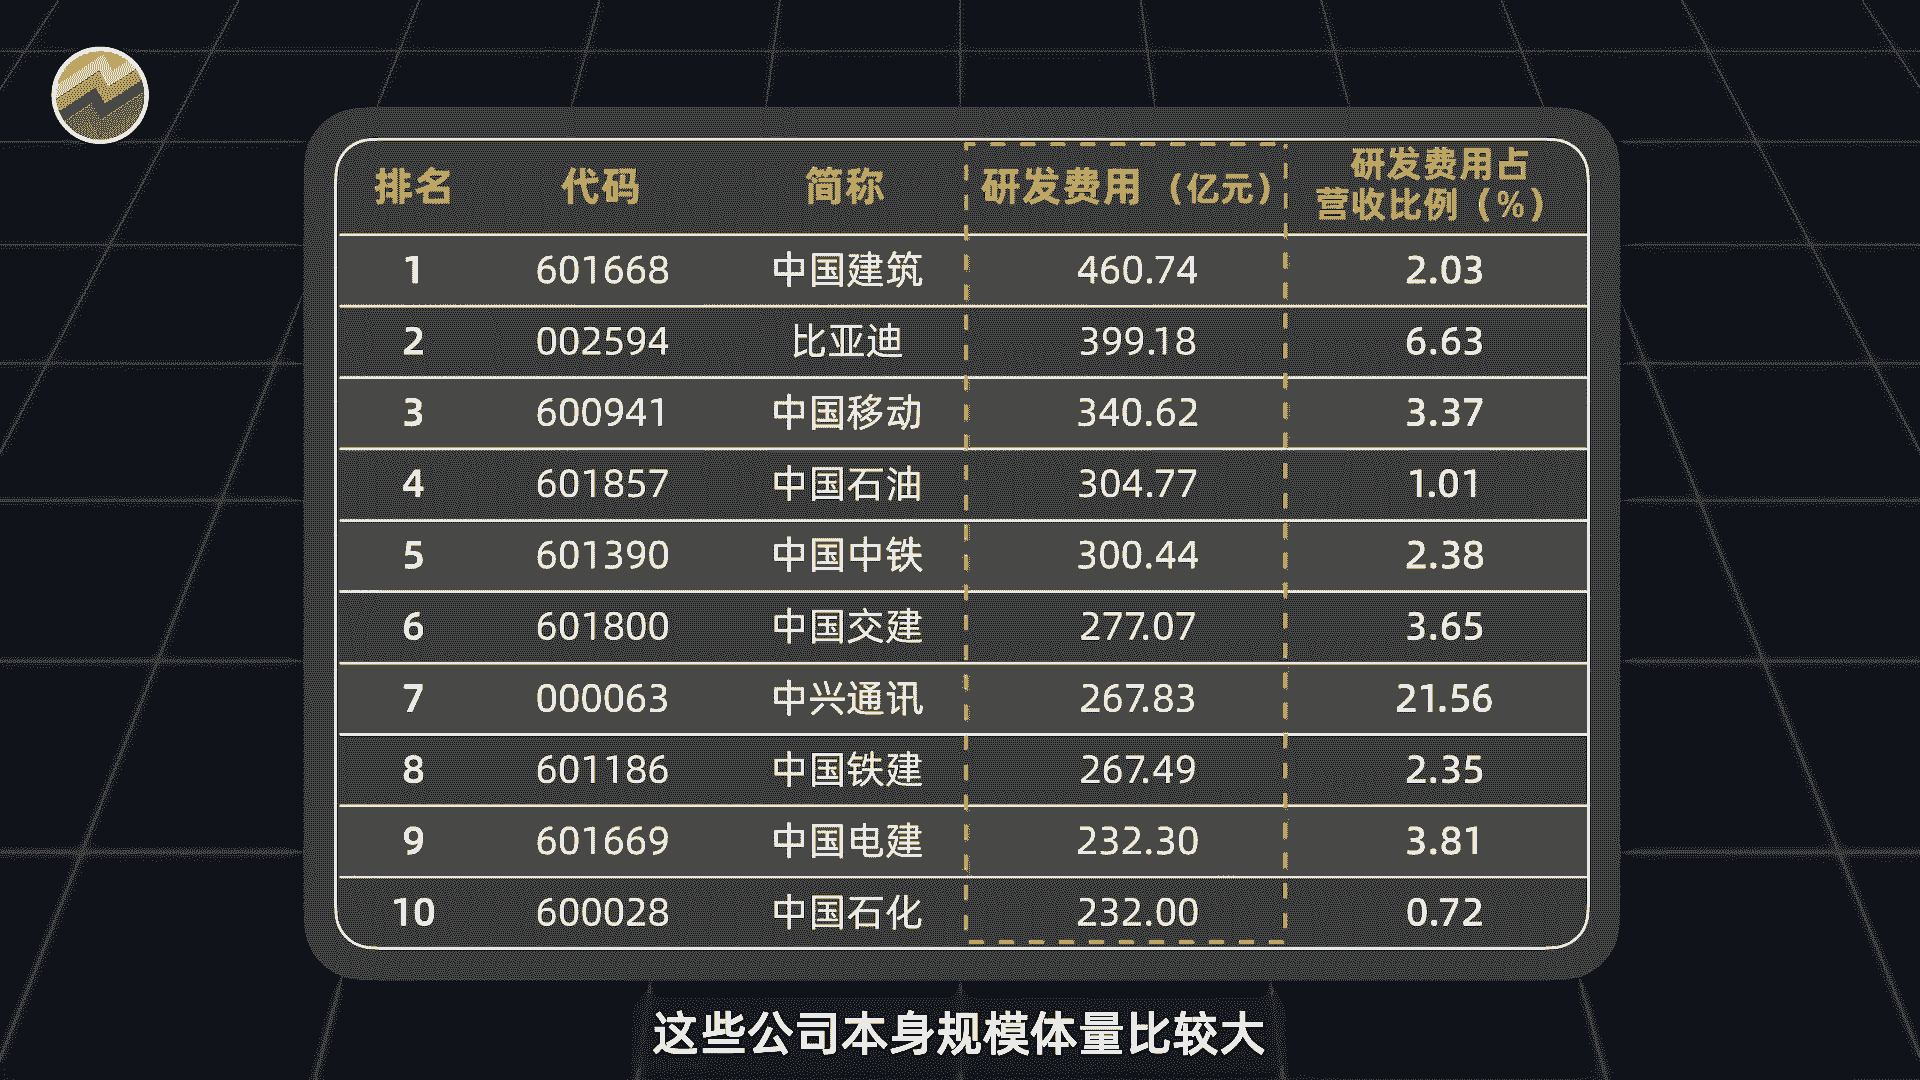 排名 代码 简称 研发费用（亿元） 研发费用占
营收比例（%）
1 601668 中国建筑 460.74 2.03
2 002594 比亚迪 399.18 6.63
3 600941 中国移动 340.62 3.37
4 601857 中国石油 304.77 1.01
5 601390 中国中铁 300.44 2.38
6 601800 中国交建 277.07 3.65
7 000063 中兴通讯 267.83 21.56
8 601186 中国铁建 267.49 2.35
9 601669 中国电建 232.30 3.81
10 600028 中国石化 232.00 0.72
这些公司本身规模体量比较大